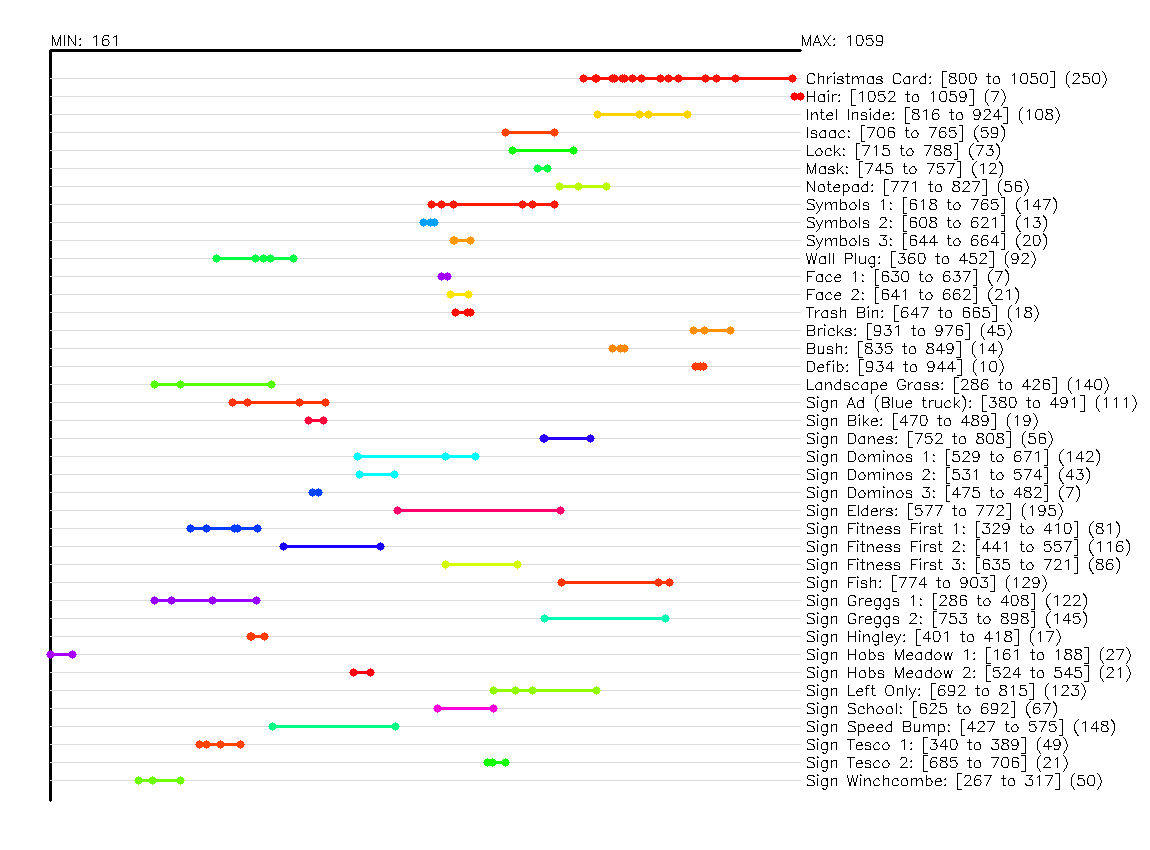 MIN: 161
MAX: 1059
Christmas Card: [800 to 1050] (250)
Hair: [1052 to 1059] (7)
Intel Inside: [816 to 924] (108)
Isaac: [706 to 765] (59)
Lock: [715 to 788] (73)
Mask: [745 to 757] (12)
Notepad: [771 to 827] (56)
Symbols 1: [618 to 765] (147)
Symbols 2: [608 to 621] (13)
Symbols 3: [644 to 664] (20)
Wall Plug: [360 to 452] (92)
Face 1: [630 to 637] (7)
Face 2: [641 to 662] (21)
Trash Bin: [647 to 665] (18)
Bricks: [931 to 976] (45)
Bush: [835 to 849] (14)
Defib: [934 to 944] (10)
Landscape Grass: [286 to 426] (140)
Sign Ad (Blue truck): [380 to 491] (111)
Sign Bike: [470 to 489] (19)
Sign Danes: [752 to 808] (56)
Sign Dominos 1: [529 to 671] (142)
Sign Dominos 2: [531 to 574] (43)
Sign Dominos 3: [475 to 482] (7)
Sign Elders: [577 to 772] (195)
Sign Fitness First 1: [329 to 410] (81)
Sign Fitness First 2: [441 to 557] (116)
Sign Fitness First 3: [635 to 721] (86)
Sign Fish: [774 to 903] (129)
Sign Greggs 1: [286 to 408] (122)
Sign Greggs 2: [753 to 898] (145)
Sign Hingley: [401 to 418] (17)
Sign Hobs Meadow 1: [161 to 188] (27)
Sign Hobs Meadow 2: [524 to 545] (21)
Sign Left Only: [692 to 815] (123)
Sign School: [625 to 692] (67)
Sign Speed Bump: [427 to 575] (148)
Sign Tesco 1: [340 to 389] (49)
Sign Tesco 2: [685 to 706] (21)
Sign Winchcombe: [267 to 317] (50)